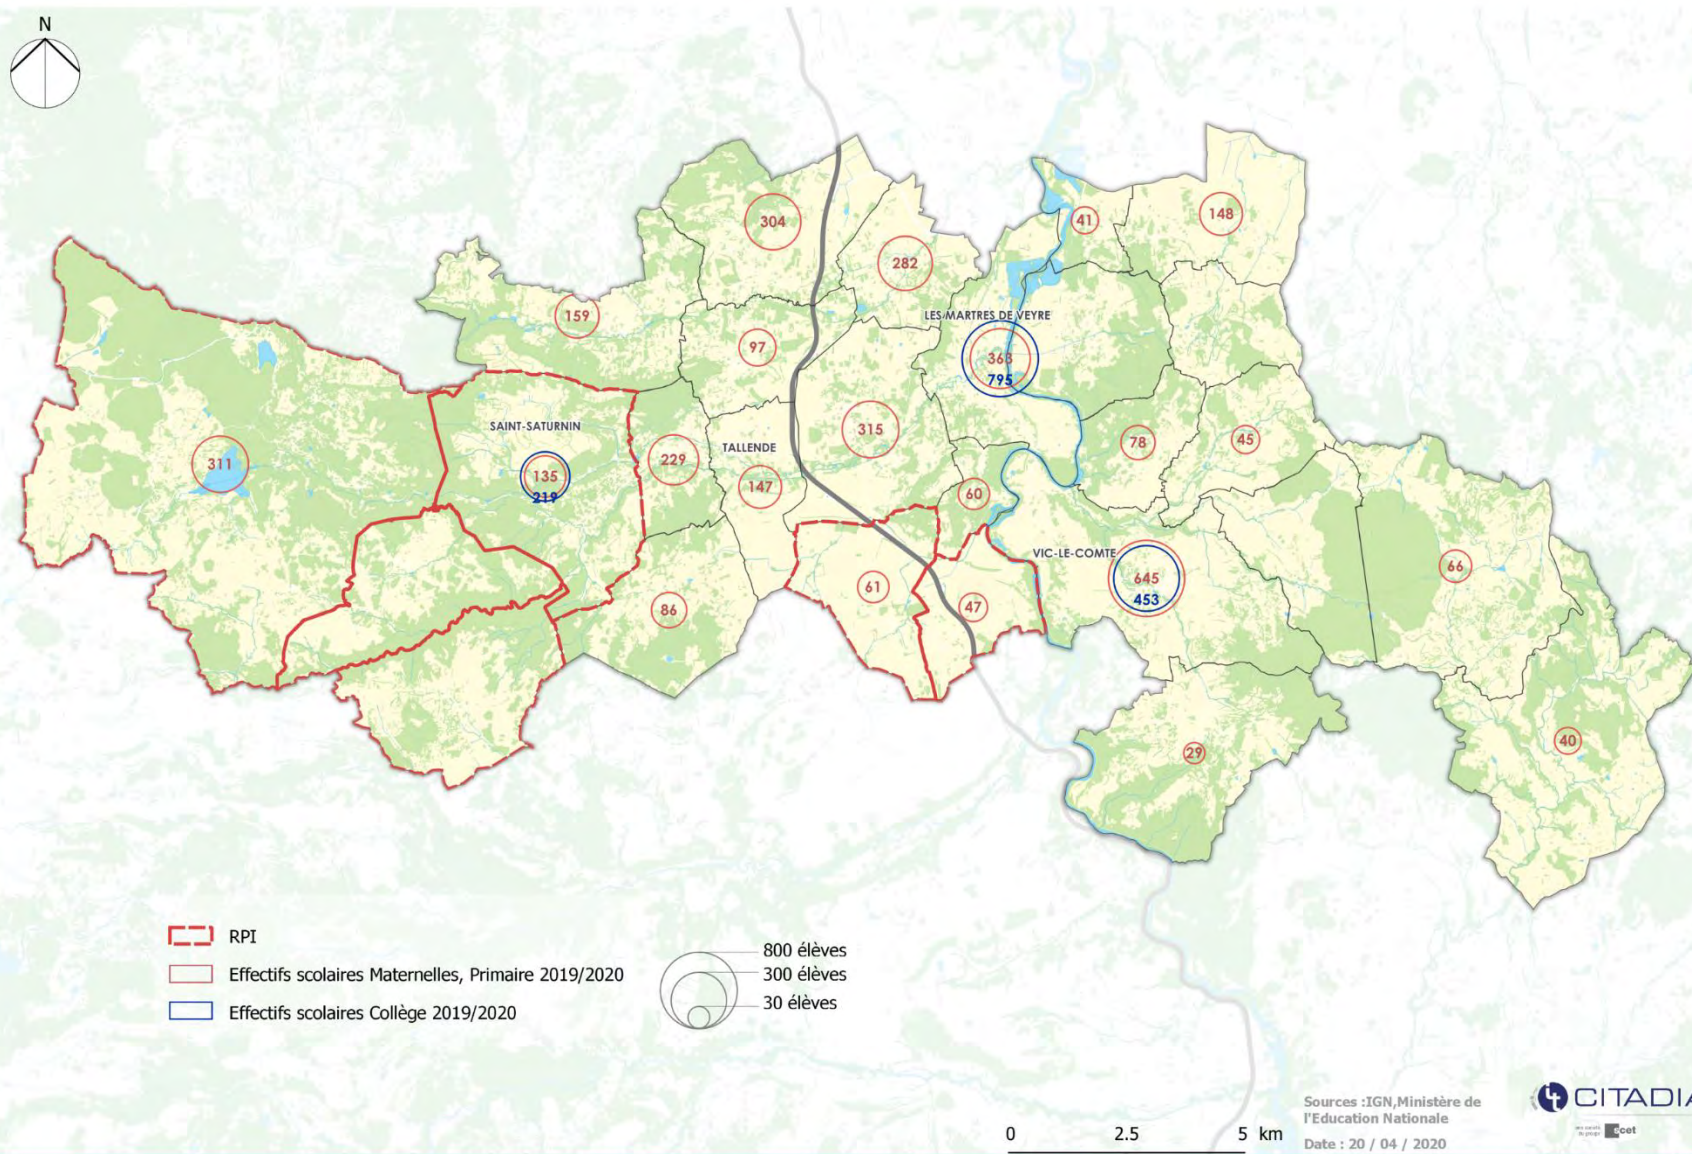 N
304
41
148
282
159
LES MARTRES DE VEYRE
97
363
795
SAINT-SATURNIN
315
TALLENDE
78
45
311
229
135
219
147
60
VIC-LE-COMTE
66
645
453
61
86
47
29
40
RPI
Effectifs scolaires Maternelles, Primaire 2019/2020
Effectifs scolaires Collège 2019/2020
800 élèves
300 élèves
30 élèves
0 2.5 5 km
Sources :IGN,Ministère de
l'Education Nationale
Date : 20 / 04 / 2020
CITADIA